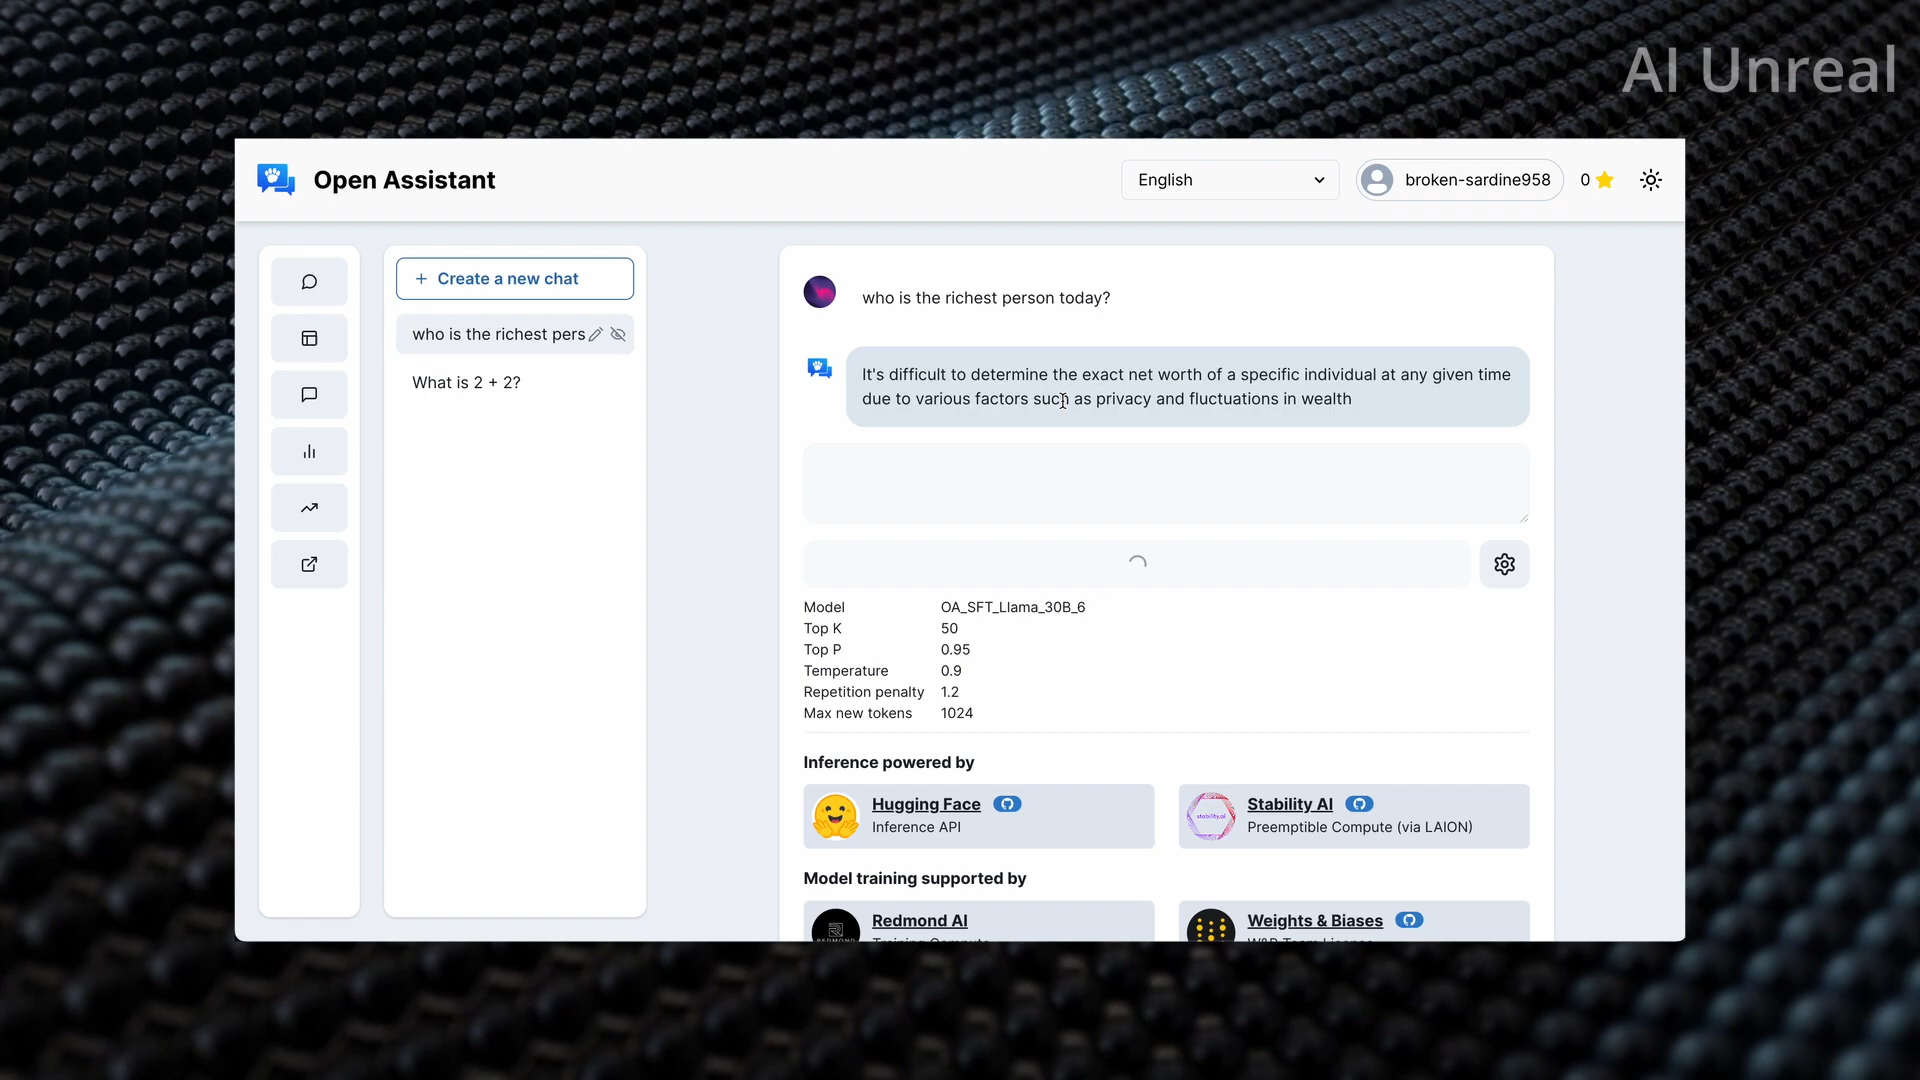 AI Unreal
Open Assistant
English
broken-sardine958
0
+ Create a new chat
who is the richest pers
What is 2 + 2?
who is the richest person today?
It's difficult to determine the exact net worth of a specific individual at any given time
due to various factors such as privacy and fluctuations in wealth
Model OA_SFT_Llama_30B_6
Top K 50
Top P 0.95
Temperature 0.9
Repetition penalty 1.2
Max new tokens 1024
Inference powered by
Hugging Face
Inference API
stability.ai
Stability AI
Preemptible Compute (via LAION)
Model training supported by
REDMOND
Redmond AI
Weights & Biases